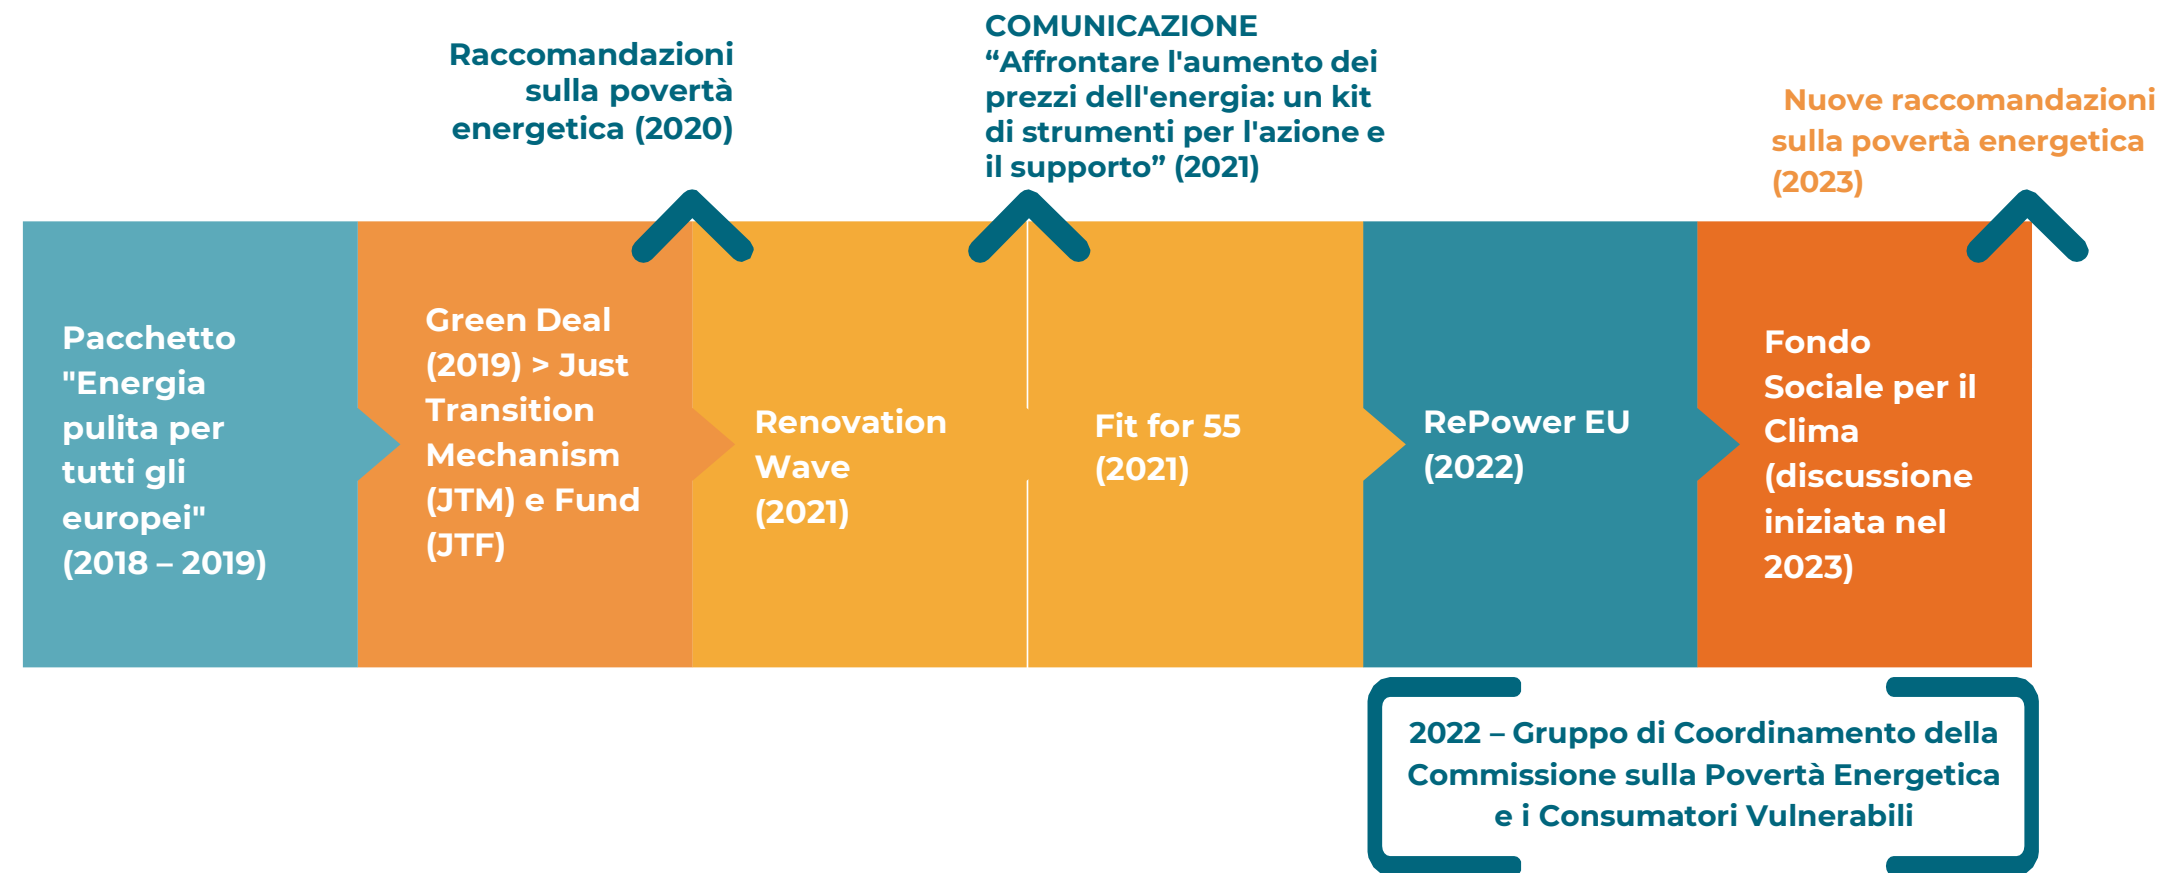 Raccomandazioni
sulla povertà
energetica (2020)
COMUNICAZIONE
“Affrontare l'aumento dei
prezzi dell'energia: un kit
di strumenti per l'azione e
il supporto” (2021)
Nuove raccomandazioni
sulla povertà energetica
(2023)
Pacchetto
"Energia
pulita per
tutti gli
europei"
(2018 – 2019)
Green Deal
(2019) > Just
Transition
Mechanism
(JTM) e Fund
(JTF)
Renovation
Wave
(2021)
Fit for 55
(2021)
RePower EU
(2022)
Fondo
Sociale per il
Clima
(discussione
iniziata nel
2023)
2022 – Gruppo di Coordinamento della
Commissione sulla Povertà Energetica
e i Consumatori Vulnerabili